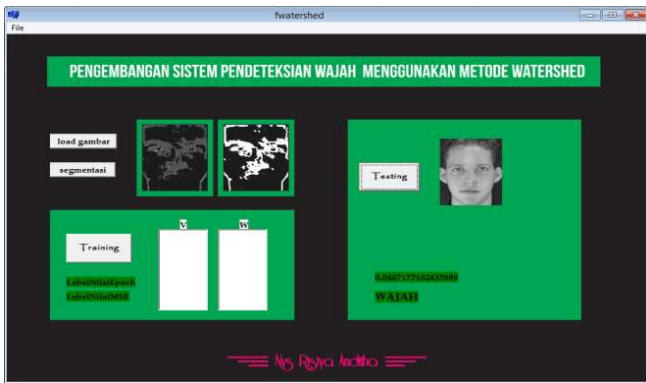 fwatershed
File
PENGEMBANGAN SISTEM PENDETEKSIAN WAJAH MENGGUNAKAN METODE WATERSHED
load gambar
segmentasi
Training
V
W
LabelNilaiEpoch
LabelNilaiMSE
Testing
WAJAH